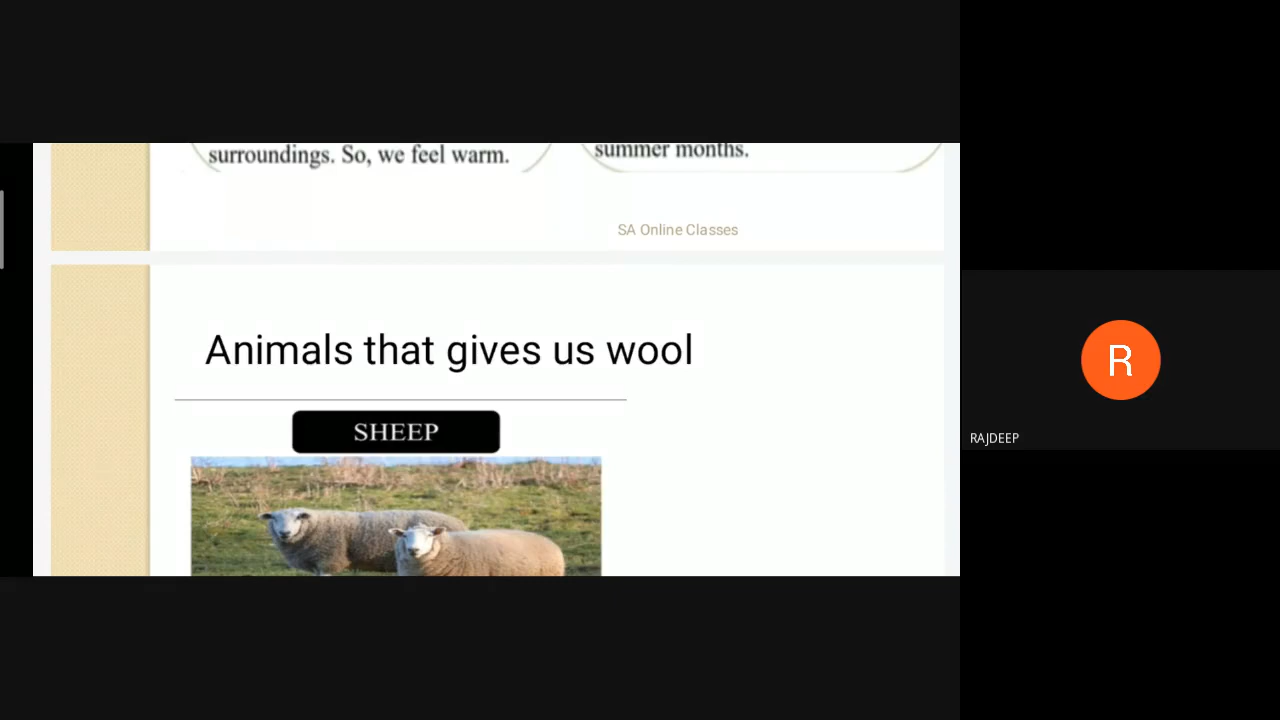 surroundings. So, we feel warm.
summer months.
SA Online Classes
Animals that gives us wool
SHEEP
R
RAJDEEP